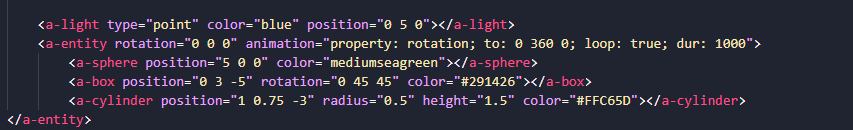 <a-light type="point" color="blue" position="0 5 0"></a-light>
<a-entity rotation="0 0 0" animation="property: rotation; to: 0 360 0; loop: true; dur: 1000">
<a-sphere position="5 0 0" color="mediumseagreen"></a-sphere>
<a-box position="0 3 -5" rotation="0 45 45" color="#291426"></a-box>
<a-cylinder position="1 0.75 -3" radius="0.5" height="1.5" color="#FFC65D"></a-cylinder>
</a-entity>